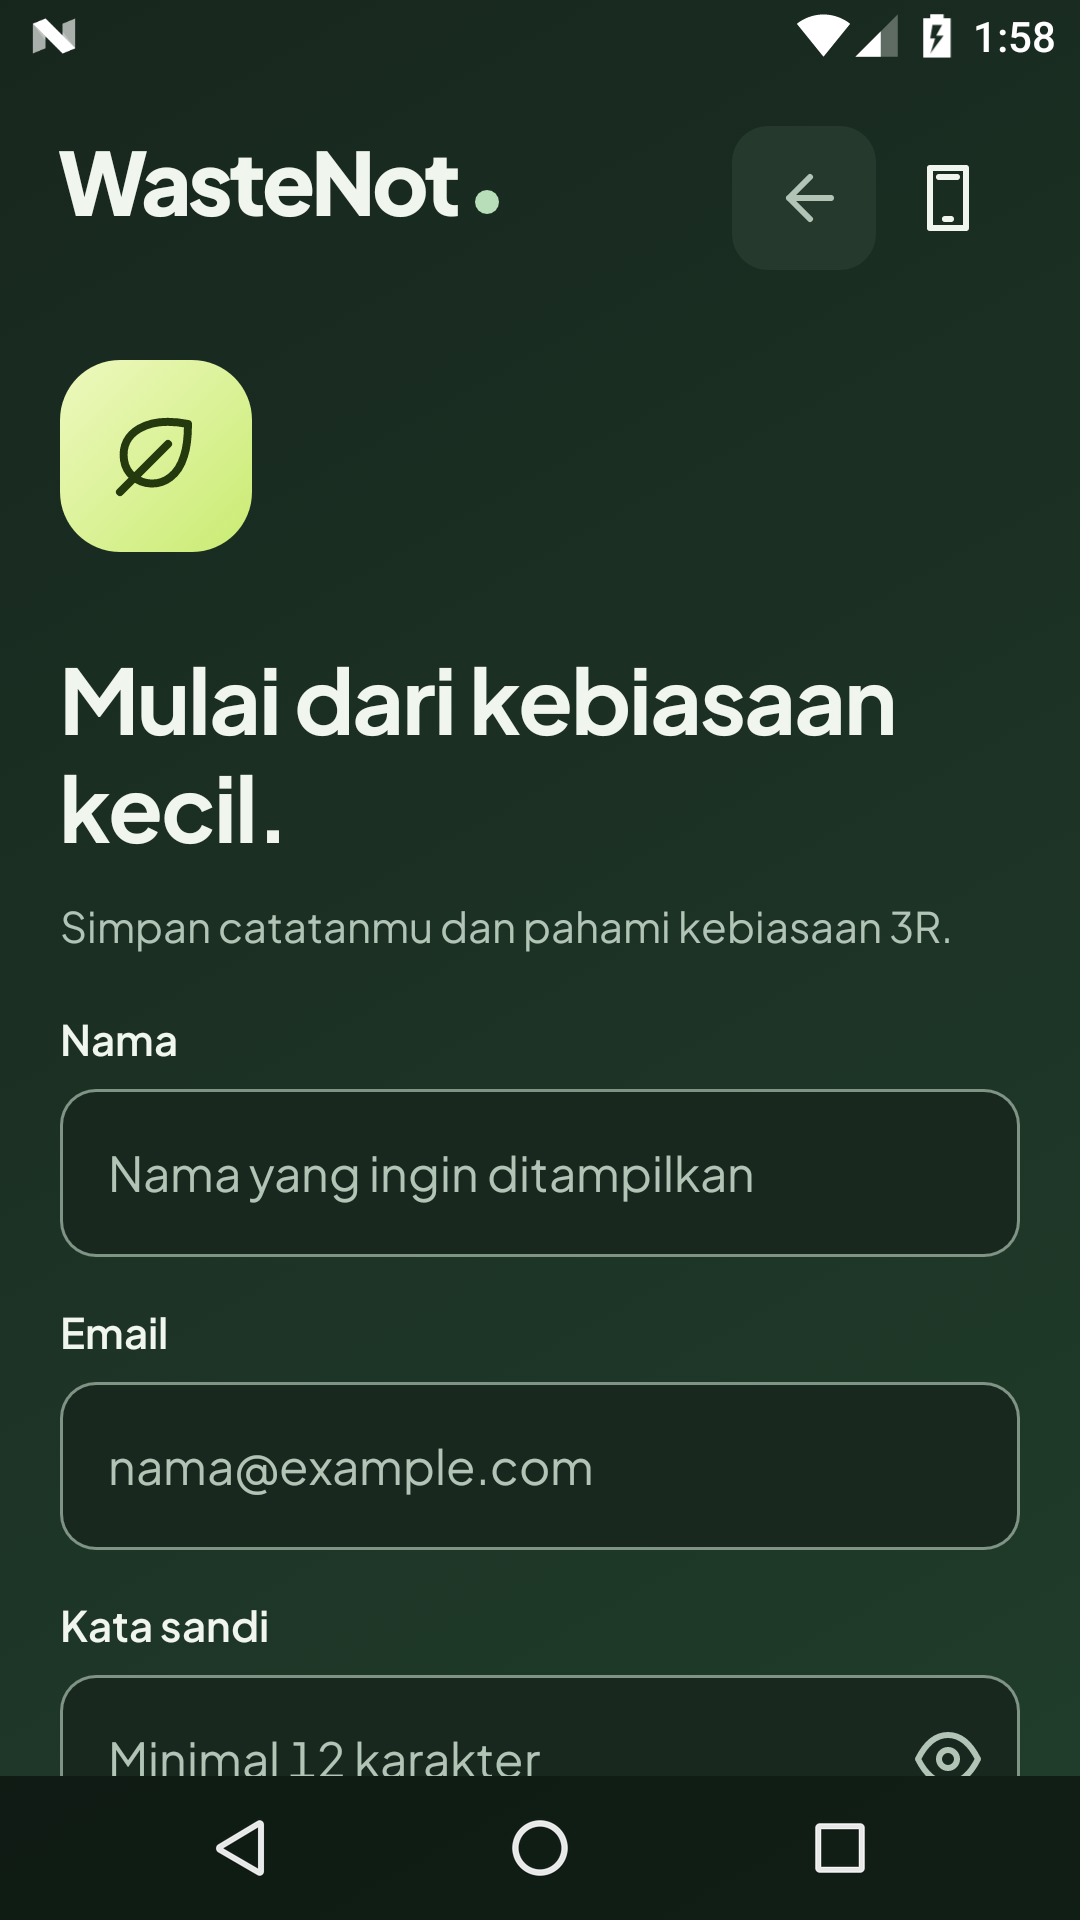 1:58
WasteNot
Mulai dari kebiasaan
kecil.
Simpan catatanmu dan pahami kebiasaan 3R.
Nama
Nama yang ingin ditampilkan
Email
nama@example.com
Kata sandi
Minimal 12 karakter